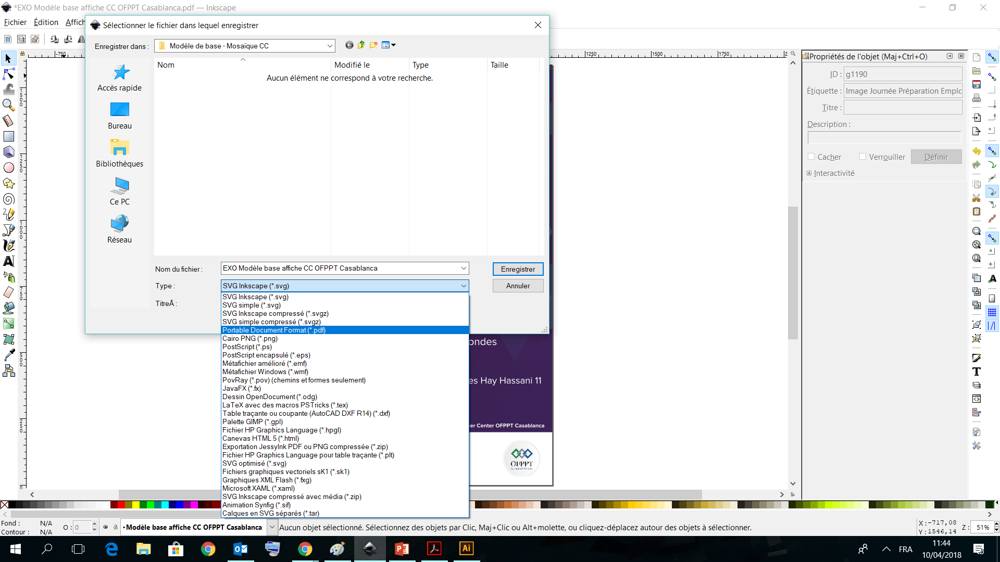 *EXO Modèle base affiche CC OFPPT Casablanca.pdf — Inkscape
Fichier Édition Affich
Sélectionner le fichier dans lequel enregistrer
Enregistrer dans : Modèle de base - Mosaïque CC
Nom Modifié le Type Taille
Aucun élément ne correspond à votre recherche.
Accès rapide
Bureau
Bibliothèques
Ce PC
Réseau
Nom du fichier : EXO Modèle base affiche CC OFPPT Casablanca
Enregistrer
Type : SVG Inkscape (*.svg)
Annuler
TitreÂ :
SVG Inkscape (*.svg)
SVG simple (*.svg)
SVG Inkscape compressé (*.svgz)
SVG simple compressé (*.svgz)
Portable Document Format (*.pdf)
Cairo PNG (*.png)
PostScript (*.ps)
PostScript encapsulé (*.eps)
Métafichier amélioré (*.emf)
Métafichier Windows (*.wmf)
PovRay (*.pov) (chemins et formes seulement)
JavaFX (*.fx)
Dessin OpenDocument (*.odg)
LaTeX avec des macros PSTricks (*.tex)
Table traçante ou coupante (AutoCAD DXF R14) (*.dxf)
Palette GIMP (*.gpl)
Fichier HP Graphics Language (*.hpgl)
Canevas HTML 5 (*.html)
Exportation JessyInk PDF ou PNG compressée (*.zip)
Fichier HP Graphics Language pour table traçante (*.plt)
SVG optimisé (*.svg)
Fichiers graphiques vectoriels sK1 (*.sk1)
Graphiques XML Flash (*.fxg)
Microsoft XAML (*.xaml)
SVG Inkscape compressé avec média (*.zip)
Animation Synfig (*.sif)
Calques en SVG séparés (*.tar)
-750
1250 1500 1750 2
1500
1250
1000
750
500
250
0
ondes
es Hay Hassani 11
er Center OFPPT Casablanca
OFPPT
Propriétés de l'objet (Maj+Ctrl+O)
ID : g1190
Étiquette : Image Journée Préparation Emplo
Titre :
Description :
Cacher Verrouiller Définir
Interactivité
Fond : N/A
Contour : N/A
O : 0
•Modèle base affiche CC OFPPT Casablanca
Aucun objet sélectionné. Sélectionnez des objets par Clic, Maj+Clic ou Alt+molette, ou cliquez-déplacez autour des objets à sélectionner.
X:-717,08
Y:1546,14
Z : 51%
FRA
11:44
10/04/2018